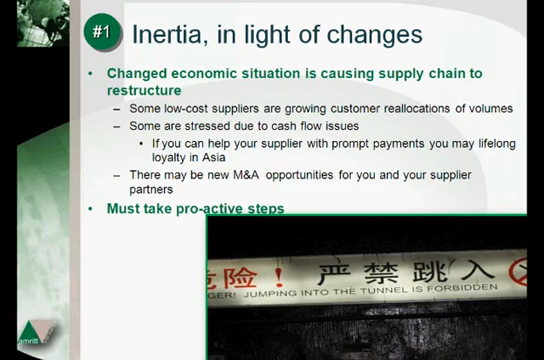 #1
Inertia, in light of changes
• Changed economic situation is causing supply chain to
restructure
– Some low-cost suppliers are growing customer reallocations of volumes
– Some are stressed due to cash flow issues
• If you can help your supplier with prompt payments you may lifelong
loyalty in Asia
– There may be new M&A opportunities for you and your supplier
partners
• Must take pro-active steps
危险！ 严禁跳入
GER! JUMPING INTO THE TUNNEL IS FORBIDDEN
amritt